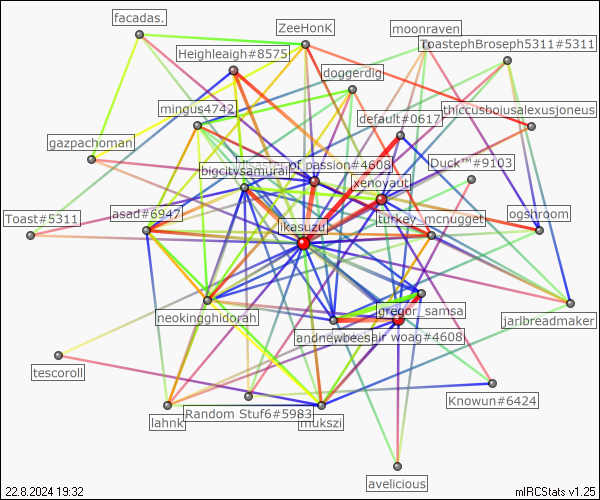 facadas.
ZeeHonK
moonraven
ToastephBroseph5311#5311
Heighleaigh#8575
doggerdig
mingus4742
default#0617
thiccusboiusalexusjoneus
gazpachoman
bigcitysamurai
disaster of passion#4608
Duck™#9103
xenoyaut
Toast#5311
asad#6947
ikasuzu
turkey_mcnugget
ogshroom
neokingghidorah
gregor_samsa
jarlbreadmaker
andnewbees
air woag#4608
tescoroll
Knowun#6424
lahnk
Random Stuf6#5983
mukszi
avelicious
22.8.2024 19:32
mIRCStats v1.25